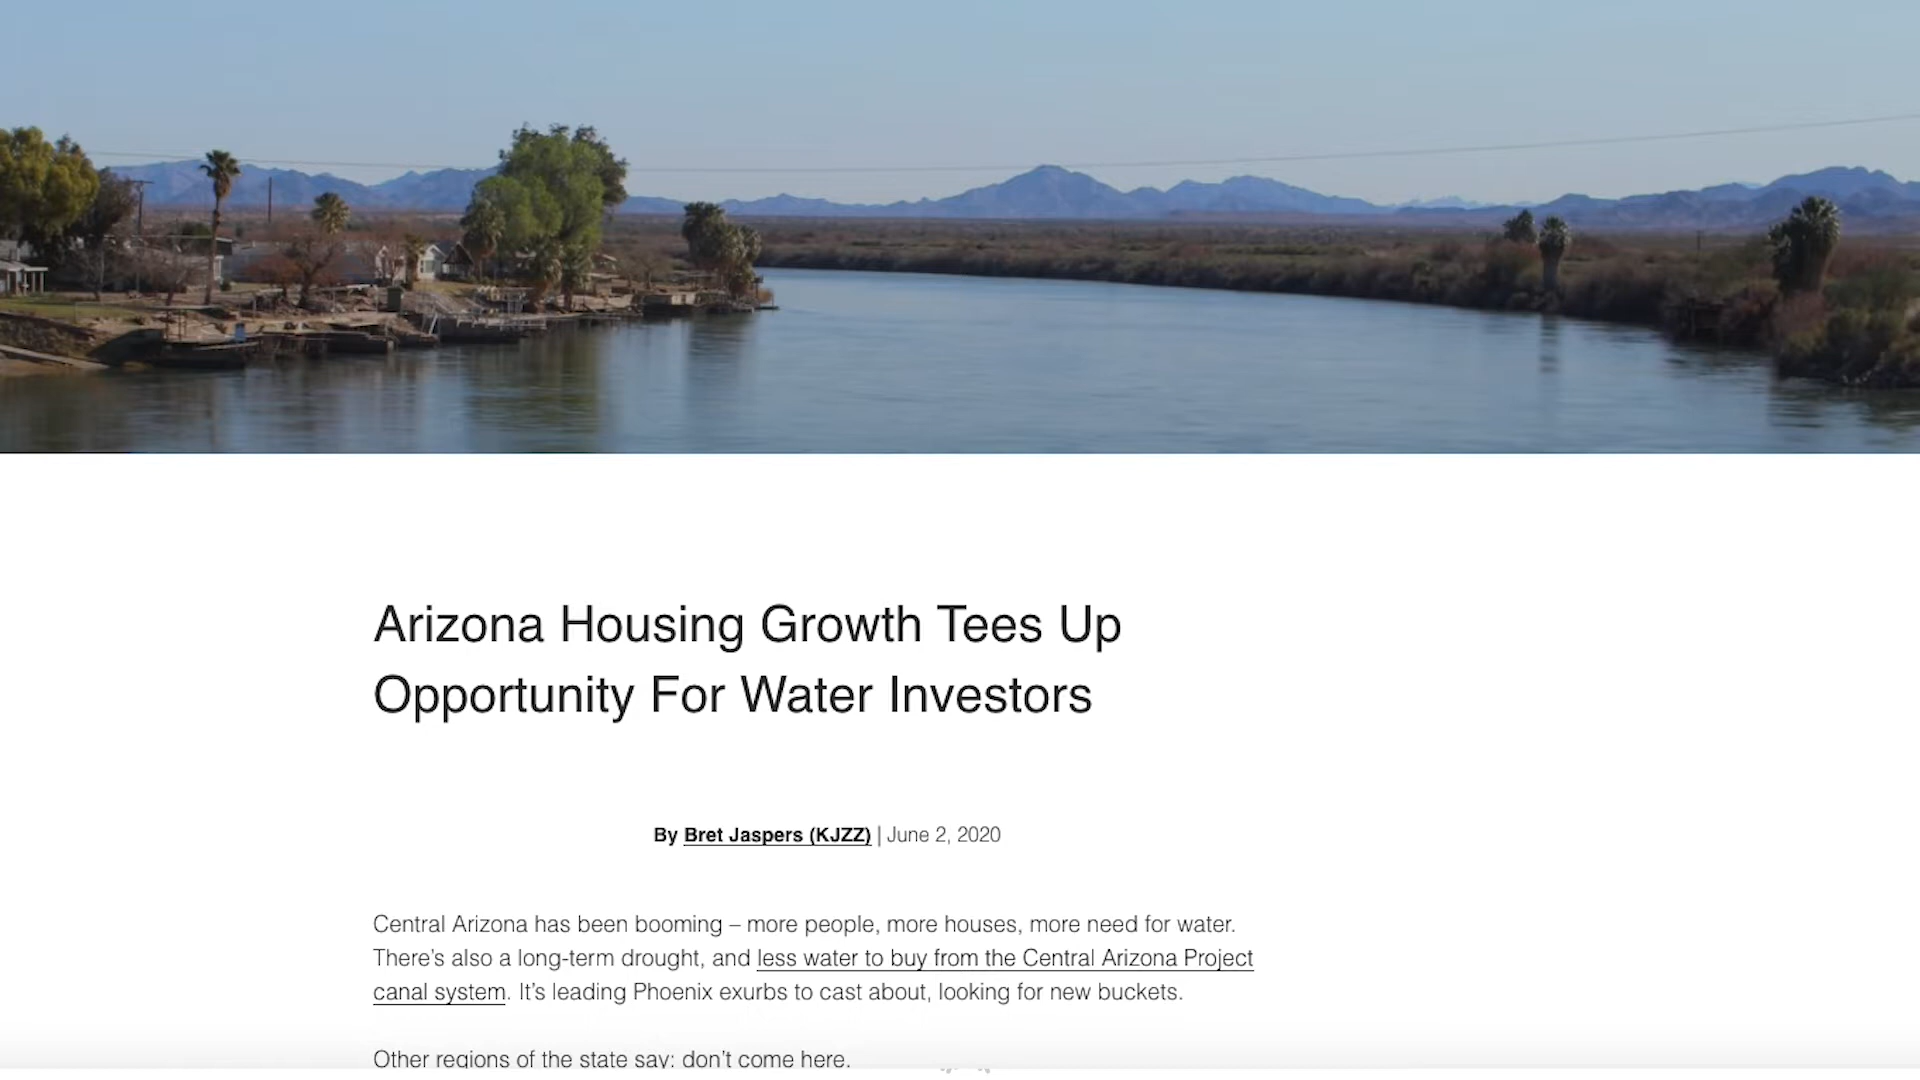 Arizona Housing Growth Tees Up
Opportunity For Water Investors
By Bret Jaspers (KJZZ) | June 2, 2020
Central Arizona has been booming – more people, more houses, more need for water.
There’s also a long-term drought, and less water to buy from the Central Arizona Project
canal system. It’s leading Phoenix exurbs to cast about, looking for new buckets.
Other regions of the state say: don’t come here.